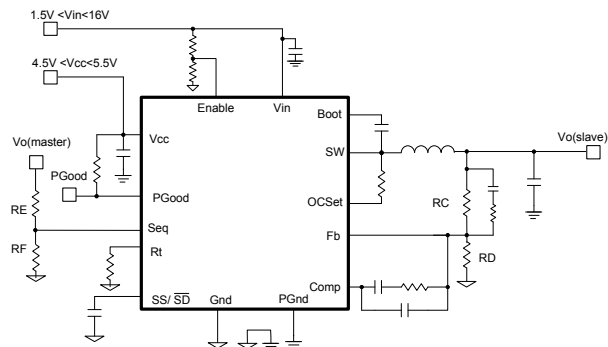 1.5V <Vin<16V
4.5V <Vcc<5.5V
Enable
Vin
Boot
Vcc
Vo(master)
SW
Vo(slave)
PGood
PGood
OCSet
RC
RE
Seq
Fb
RF
Rt
RD
Comp
SS/ SD
Gnd
PGnd